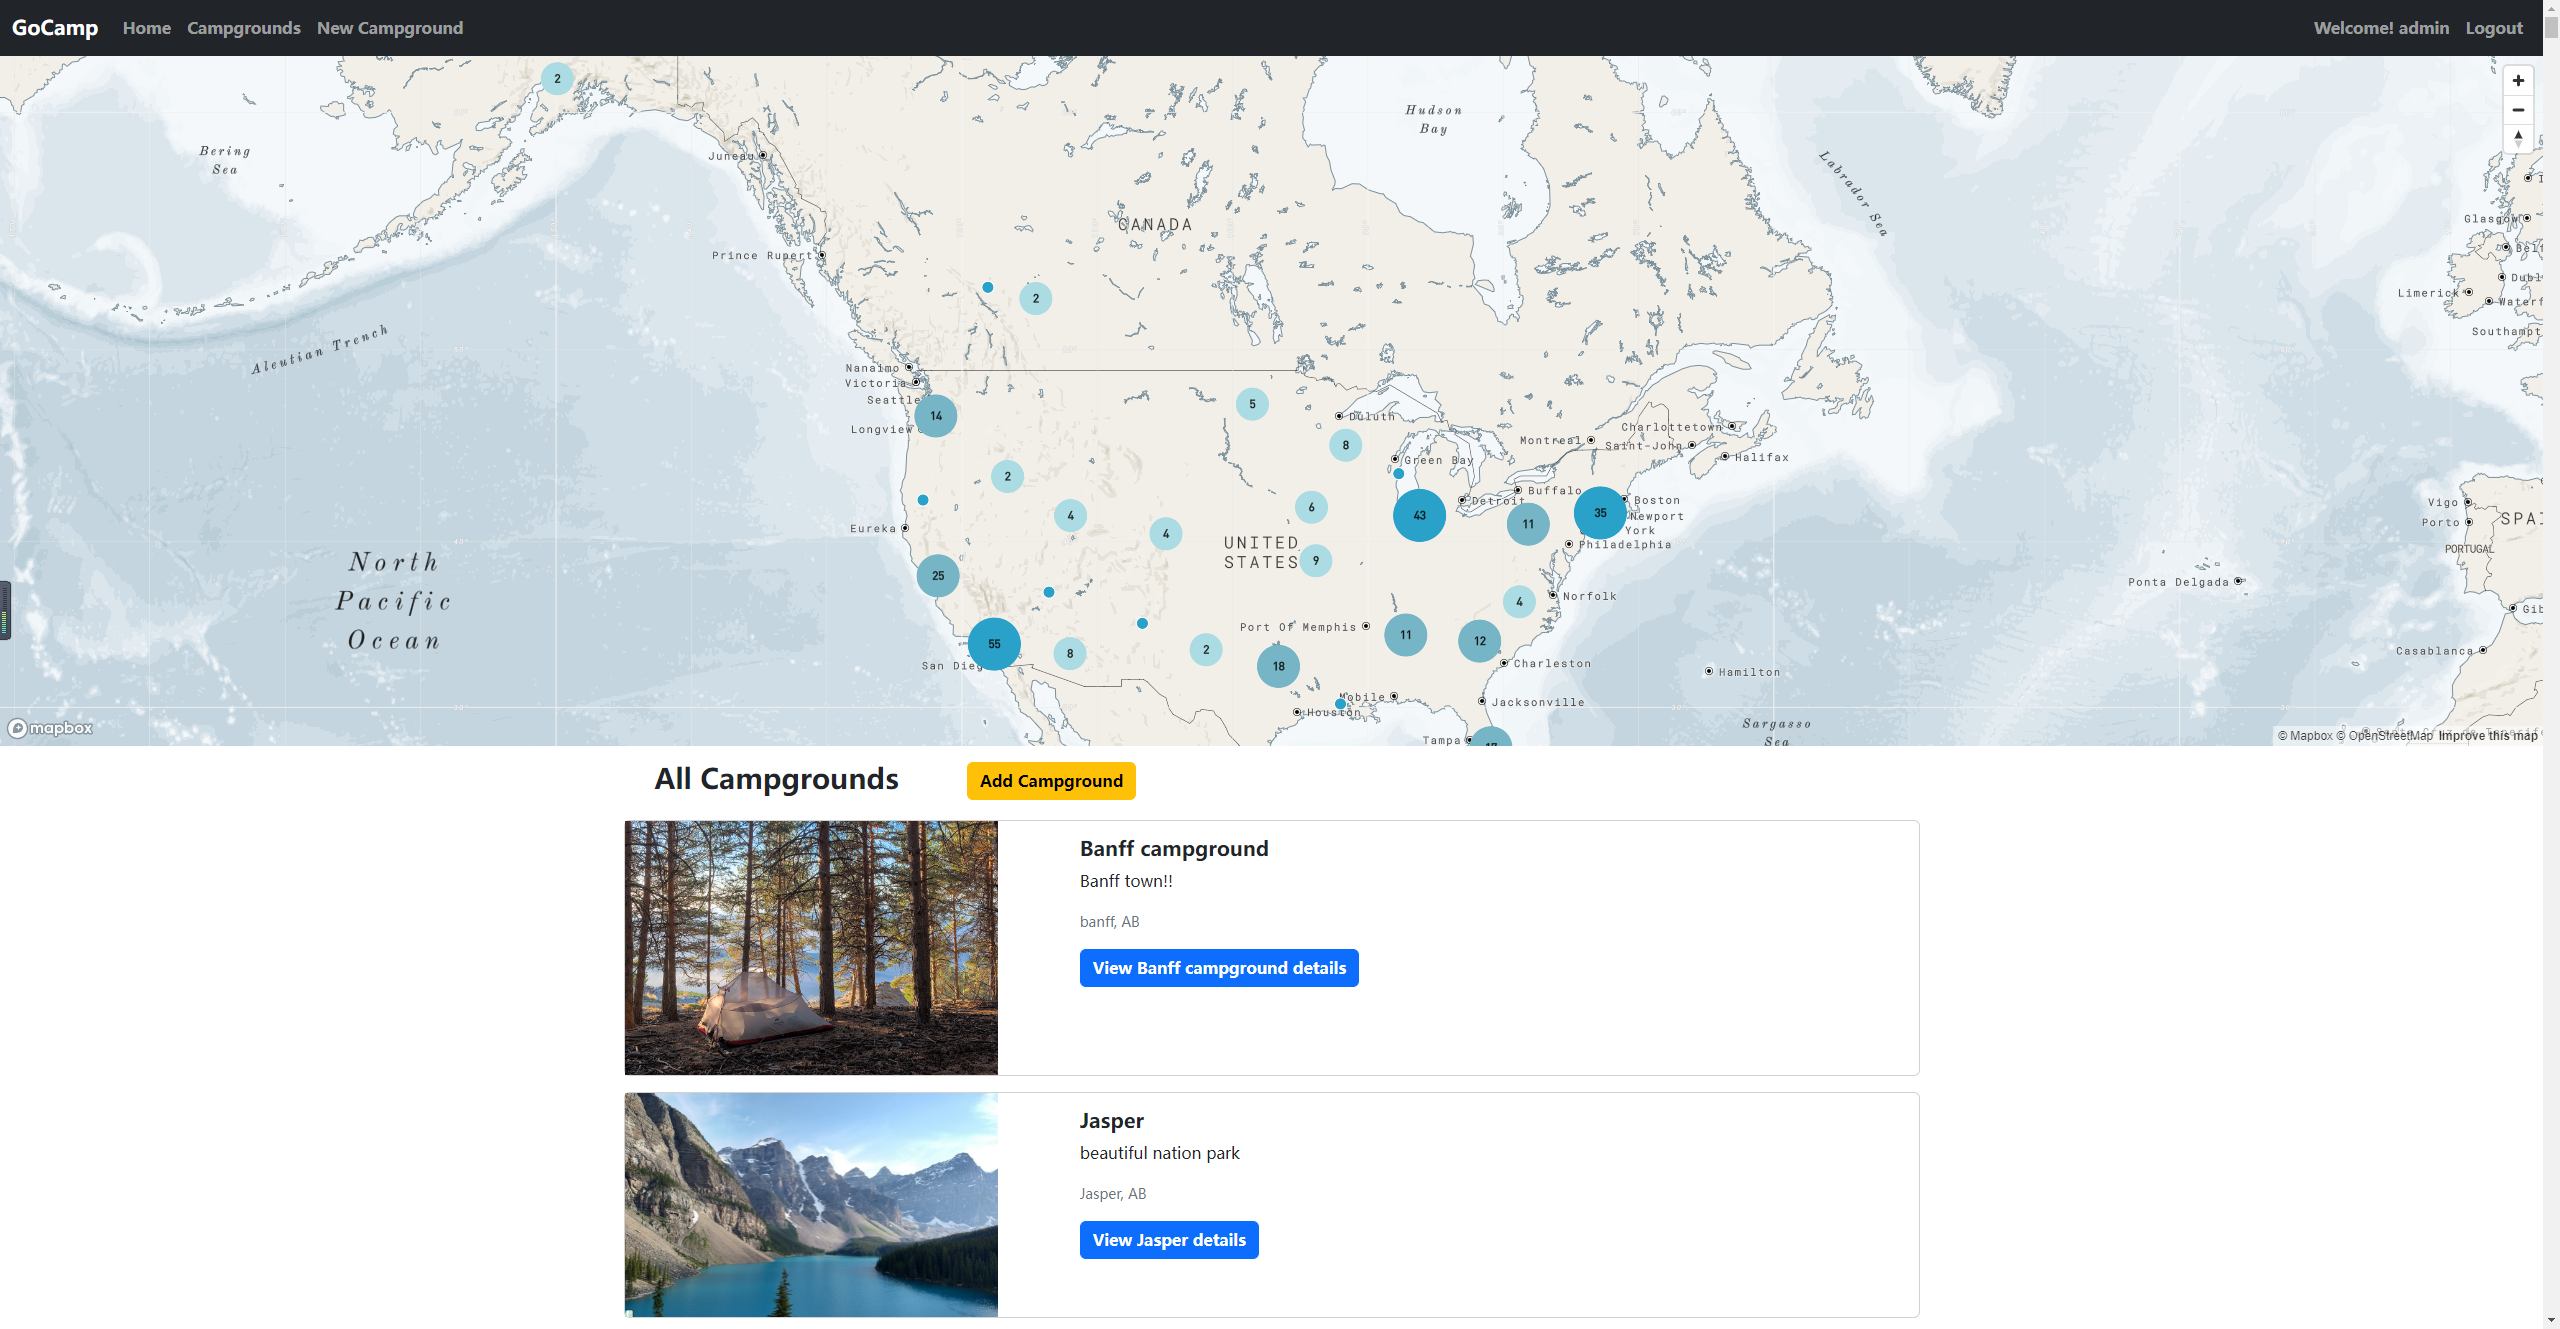 GoCamp Home Campgrounds New Campground Welcome! admin Logout
2
Hudson
Bay
Bering
Sea
Juneau
Labrador Sea
Glasgow
CANADA
Prince Rupert
2
Limerick
Aleutian Trench
Nanaimo
Victoria
Seattle
14
Longview
5
Duluth
8
Montreal
Charlottetown
Saint-John
Halifax
Green Bay
2
4
4
6
43
Detroit
Buffalo
11
35
Boston
Newport
York
Philadelphia
Vigo
Porto
PORTUGAL
Eureka
UNITED
STATES
9
North
Pacific
Ocean
25
4
Norfolk
Ponta Delgada
Port Of Memphis
11
12
55
8
2
18
San Dieg
Charleston
Hamilton
Casablanca
Mobile
Houston
Jacksonville
Tampa
Sargasso
Sea
mapbox
© Mapbox © OpenStreetMap Improve this map
All Campgrounds Add Campground
Banff campground
Banff town!!
banff, AB
View Banff campground details
Jasper
beautiful nation park
Jasper, AB
View Jasper details